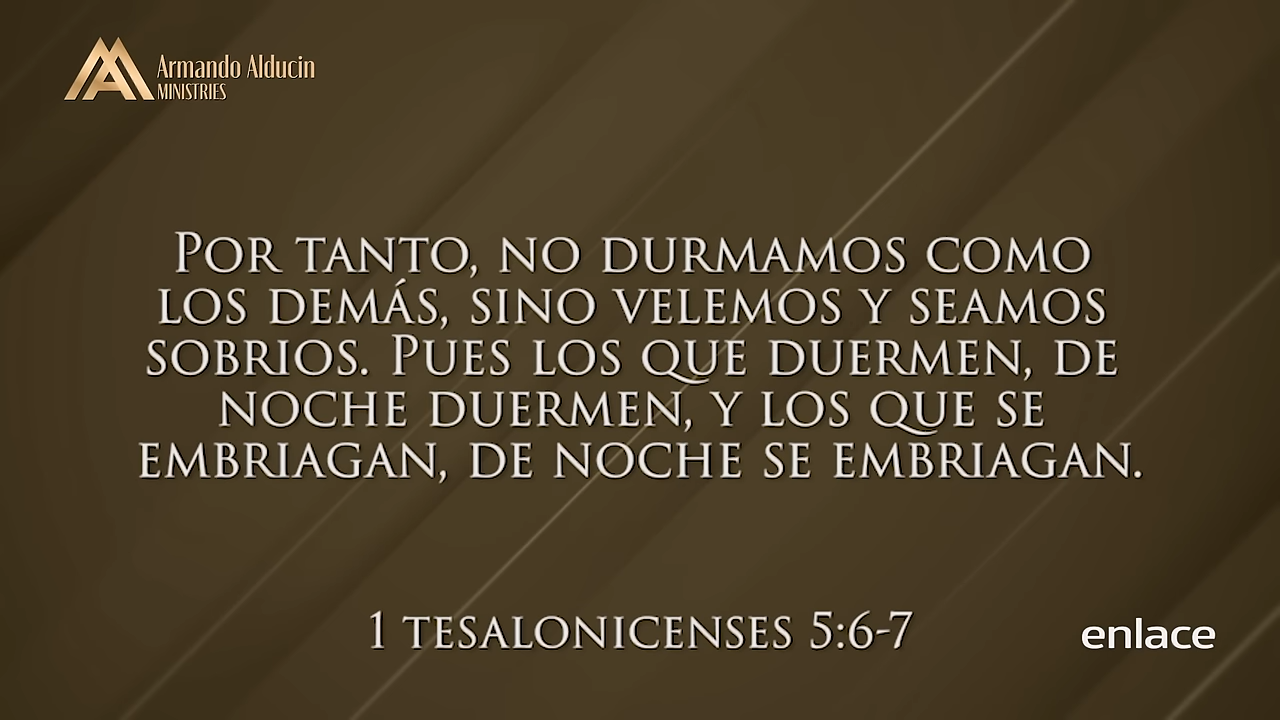 Armando Alducin
MINISTRIES
POR TANTO, NO DURMAMOS COMO
LOS DEMÁS, SINO VELEMOS Y SEAMOS
SOBRIOS. PUES LOS QUE DUERMEN, DE
NOCHE DUERMEN, Y LOS QUE SE
EMBRIAGAN, DE NOCHE SE EMBRIAGAN.
1 TESALONICENSES 5:6-7
enlace